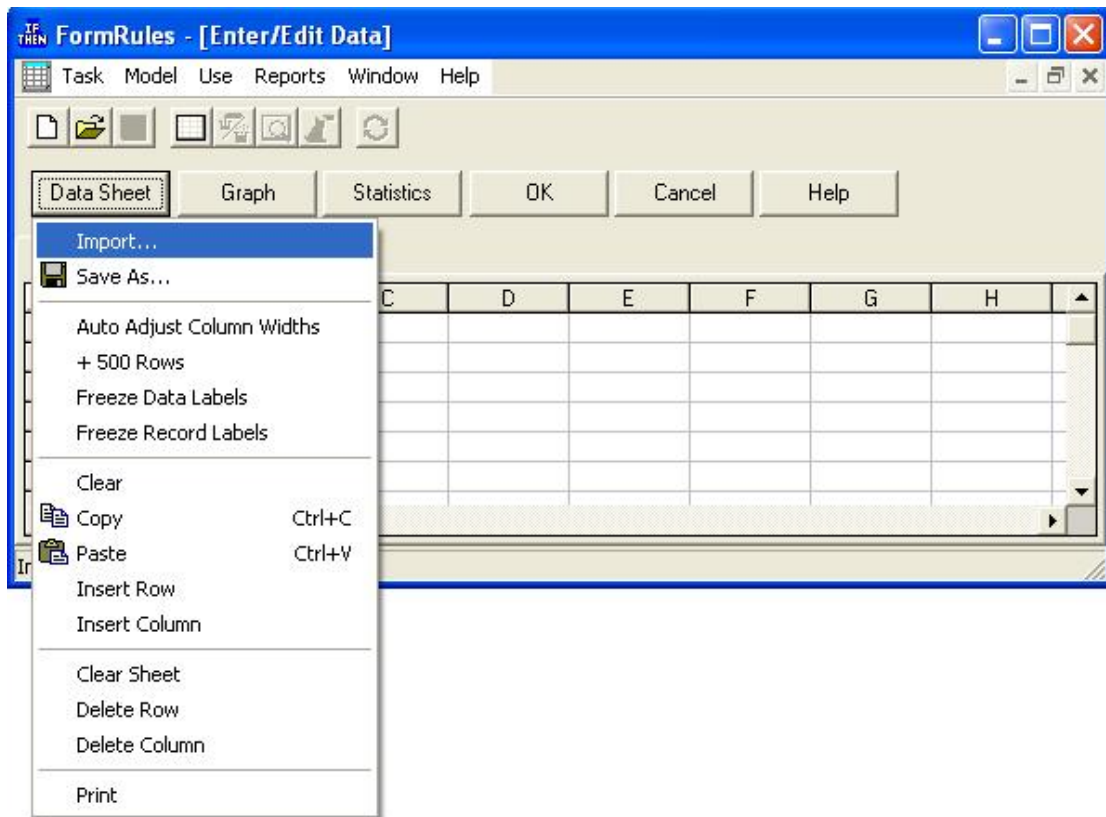 IF THEN FormRules - [Enter/Edit Data]
Task Model Use Reports Window Help
Data Sheet Graph Statistics OK Cancel Help
Import...
Save As...
C D E F G H
Auto Adjust Column Widths
+ 500 Rows
Freeze Data Labels
Freeze Record Labels
Clear
Copy Ctrl+C
Paste Ctrl+V
Insert Row
Insert Column
Clear Sheet
Delete Row
Delete Column
Print